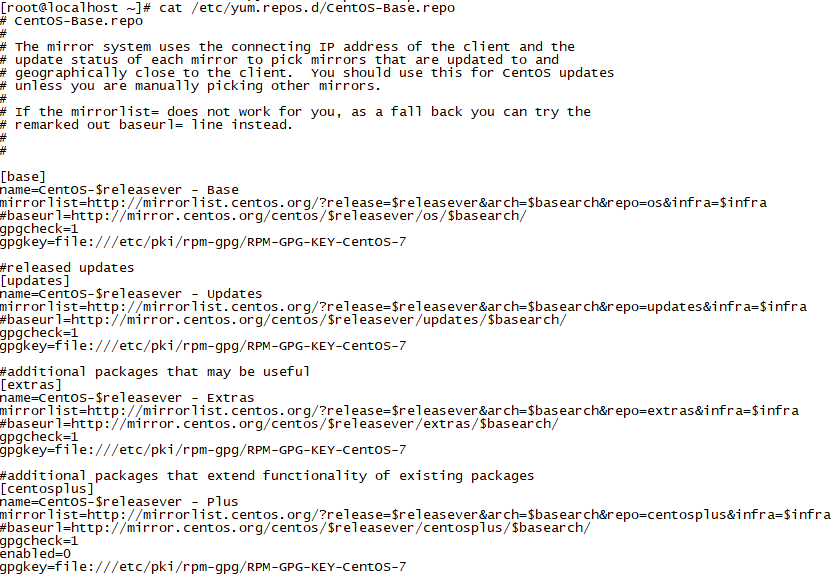 [root@localhost ~]# cat /etc/yum.repos.d/CentOS-Base.repo
# CentOS-Base.repo
#
# The mirror system uses the connecting IP address of the client and the
# update status of each mirror to pick mirrors that are updated to and
# geographically close to the client.  You should use this for CentOS updates
# unless you are manually picking other mirrors.
#
# If the mirrorlist= does not work for you, as a fall back you can try the
# remarked out baseurl= line instead.
#
#
[base]
name=CentOS-$releasever - Base
mirrorlist=http://mirrorlist.centos.org/?release=$releasever&arch=$basearch&repo=os&infra=$infra
#baseurl=http://mirror.centos.org/centos/$releasever/os/$basearch/
gpgcheck=1
gpgkey=file:///etc/pki/rpm-gpg/RPM-GPG-KEY-CentOS-7
#released updates
[updates]
name=CentOS-$releasever - Updates
mirrorlist=http://mirrorlist.centos.org/?release=$releasever&arch=$basearch&repo=updates&infra=$infra
#baseurl=http://mirror.centos.org/centos/$releasever/updates/$basearch/
gpgcheck=1
gpgkey=file:///etc/pki/rpm-gpg/RPM-GPG-KEY-CentOS-7
#additional packages that may be useful
[extras]
name=CentOS-$releasever - Extras
mirrorlist=http://mirrorlist.centos.org/?release=$releasever&arch=$basearch&repo=extras&infra=$infra
#baseurl=http://mirror.centos.org/centos/$releasever/extras/$basearch/
gpgcheck=1
gpgkey=file:///etc/pki/rpm-gpg/RPM-GPG-KEY-CentOS-7
#additional packages that extend functionality of existing packages
[centosplus]
name=CentOS-$releasever - Plus
mirrorlist=http://mirrorlist.centos.org/?release=$releasever&arch=$basearch&repo=centosplus&infra=$infra
#baseurl=http://mirror.centos.org/centos/$releasever/centosplus/$basearch/
gpgcheck=1
enabled=0
gpgkey=file:///etc/pki/rpm-gpg/RPM-GPG-KEY-CentOS-7